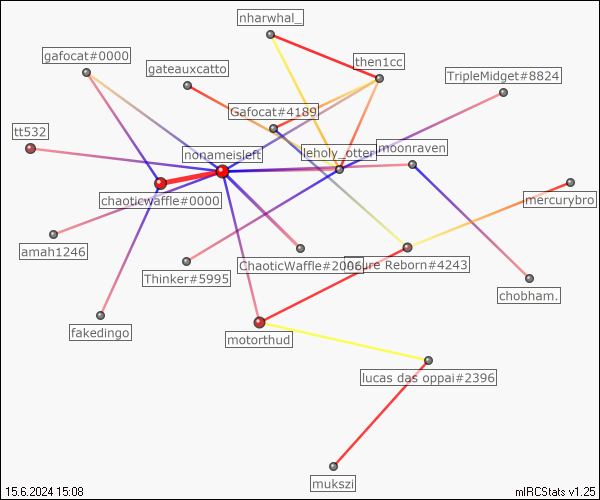 nharwhal_
gafocat#0000
then1cc
gateauxcatto
TripleMidget#8824
Gafocat#4189
tt532
nonameisleft
leholy_otter
moonraven
chaoticwaffle#0000
mercurybro
amah1246
ChaoticWaffle#2006
ure Reborn#4243
Thinker#5995
chobham.
fakedingo
motorthud
lucas das oppai#2396
mukszi
15.6.2024 15:08
mIRCStats v1.25